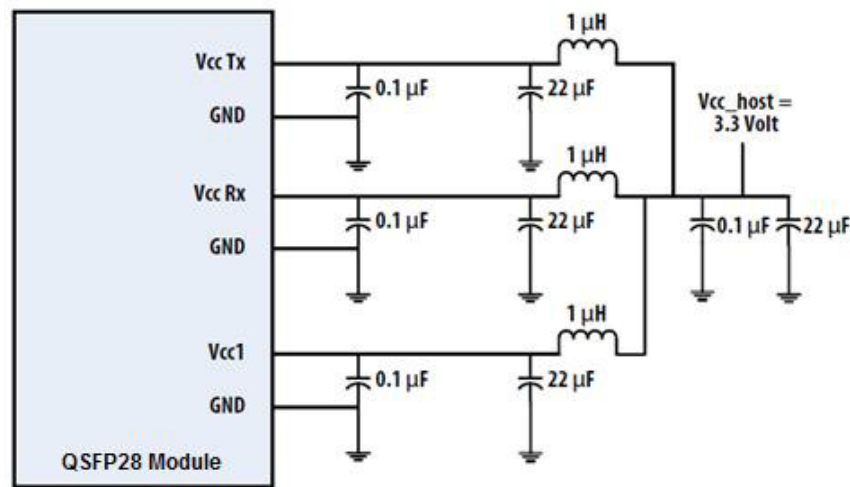 1 µH
Vcc Tx
0.1 µF
22 µF
GND
Vcc_host =
3.3 Volt
1 µH
Vcc Rx
0.1 µF
22 µF
0.1 µF
22 µF
GND
1 µH
Vcc1
0.1 µF
22 µF
GND
QSFP28 Module